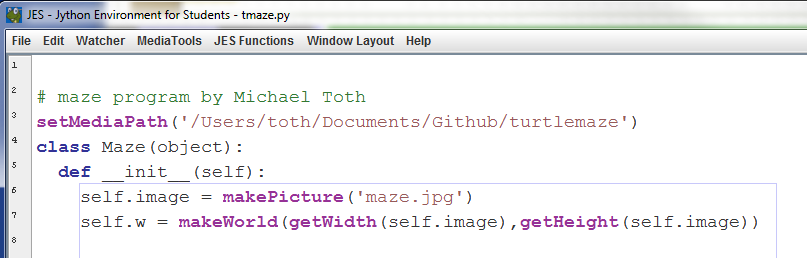 JES - Jython Environment for Students - tmaze.py
File Edit Watcher MediaTools JES Functions Window Layout Help
1
2 # maze program by Michael Toth
3 setMediaPath('/Users/toth/Documents/Github/turtlemaze')
4 class Maze(object):
5   def __init__(self):
6     self.image = makePicture('maze.jpg')
7     self.w = makeWorld(getWidth(self.image),getHeight(self.image))
8